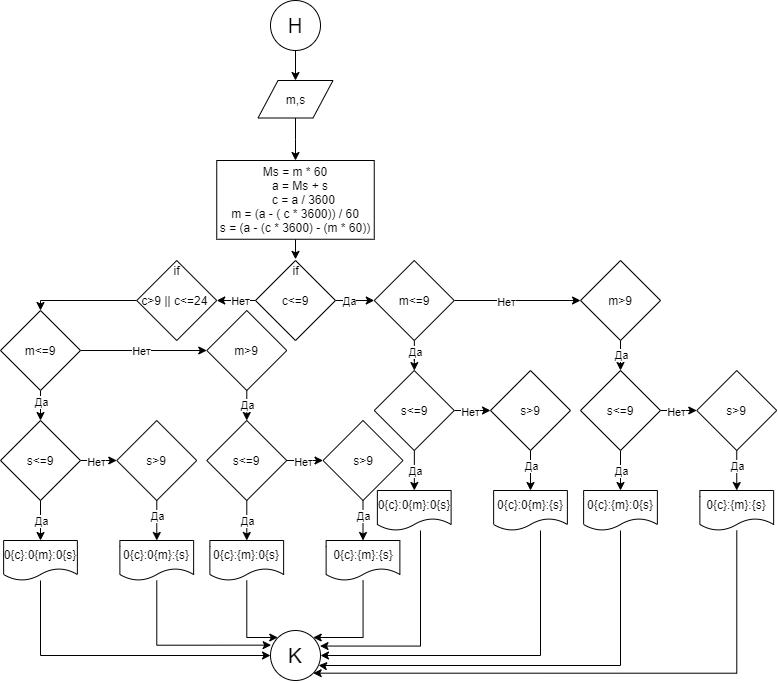 H
m,s
Ms = m * 60
a = Ms + s
c = a / 3600
m = (a - ( c * 3600)) / 60
s = (a - (c * 3600) - (m * 60))
if
c>9 || c<=24
Нет
if
c<=9
Да
m<=9
Нет
m>9
m<=9
Нет
m>9
Да
Да
Да
Да
s<=9
Нет
s>9
s<=9
Нет
s>9
s<=9
Нет
s>9
s<=9
Нет
s>9
Да
Да
Да
Да
0{c}:0{m}:0{s}
0{c}:0{m}:{s}
0{c}:{m}:0{s}
0{c}:{m}:{s}
Да
Да
Да
Да
0{c}:0{m}:0{s}
0{c}:0{m}:{s}
0{c}:{m}:0{s}
0{c}:{m}:{s}
K